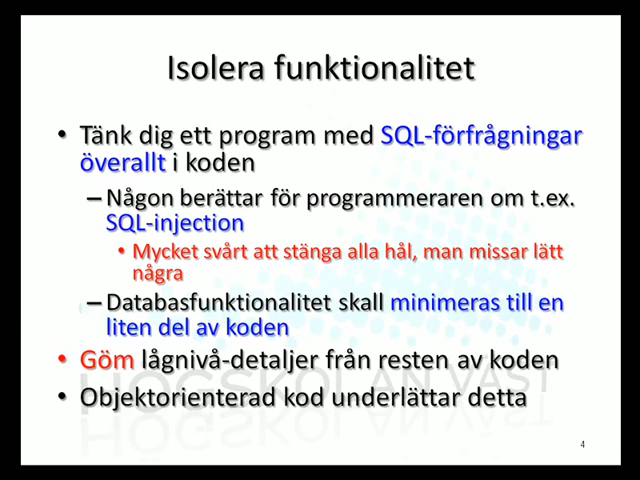 Isolera funktionalitet
• Tänk dig ett program med SQL-förfrågningar
överallt i koden
– Någon berättar för programmeraren om t.ex.
SQL-injection
• Mycket svårt att stänga alla hål, man missar lätt
några
– Databasfunktionalitet skall minimeras till en
liten del av koden
• Göm lågnivå-detaljer från resten av koden
HÖGSKOLAN VÄST
• Objektorienterad kod underlättar detta
4